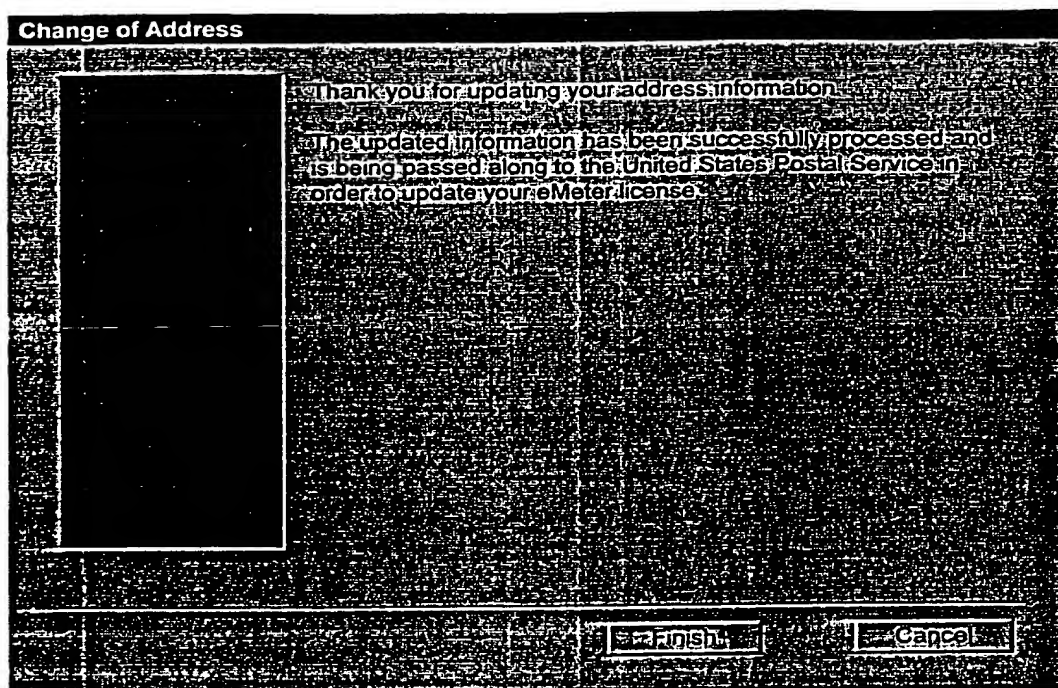 Change of Address
Thank you for updating your address information
The updated information has been successfully processed and
is being passed along to the United States Postal Service in
order to update your eMeter license
Finish
Cancel